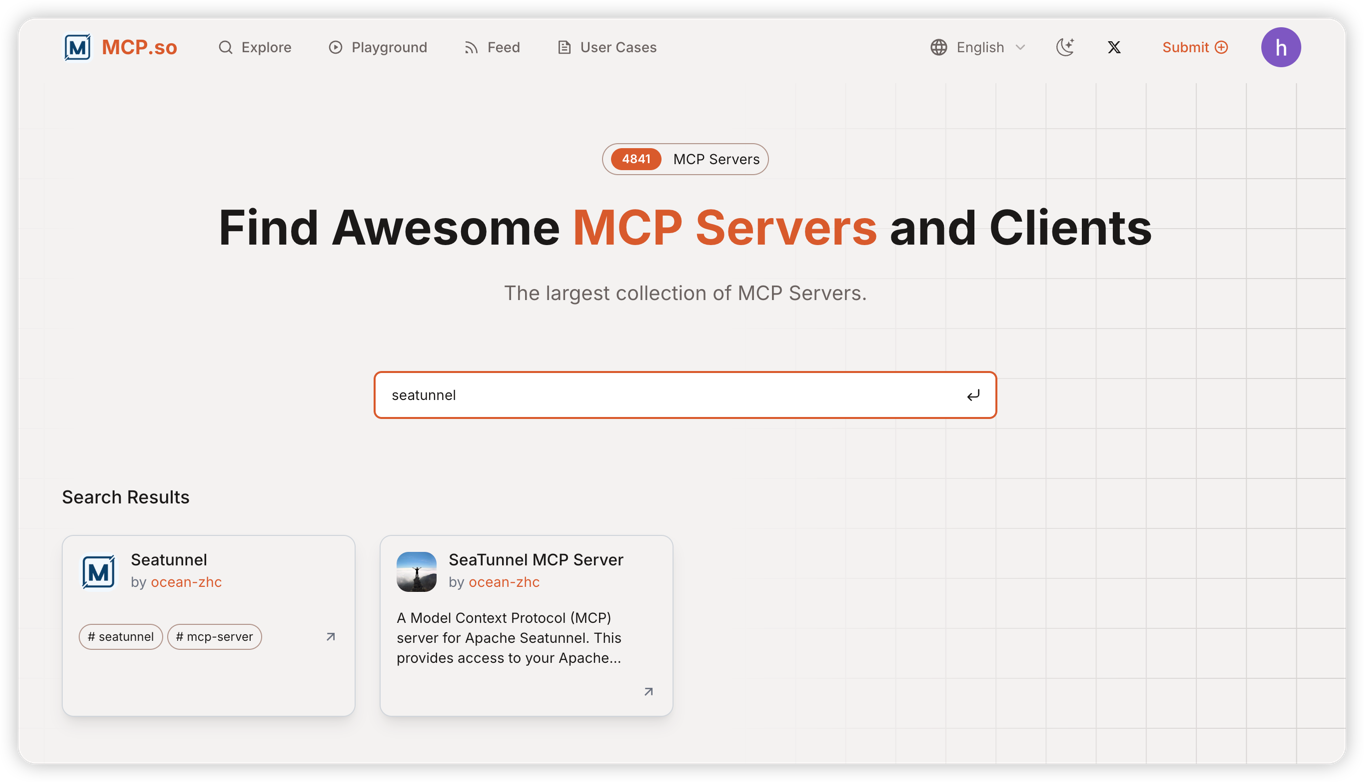 M MCP.so Explore Playground Feed User Cases English X Submit h
4841 MCP Servers
Find Awesome MCP Servers and Clients
The largest collection of MCP Servers.
seatunnel
Search Results
M
Seatunnel
by ocean-zhc
# seatunnel # mcp-server
SeaTunnel MCP Server
by ocean-zhc
A Model Context Protocol (MCP)
server for Apache Seatunnel. This
provides access to your Apache...